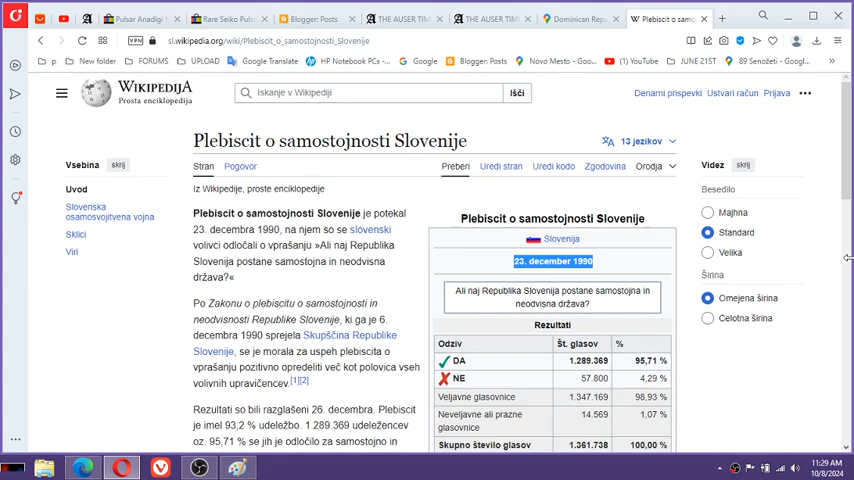 Pulsar Anadigi f
Rare Seiko Puls
Blogger: Posts
THE AUSER TIM
THE AUSER TIM
Dominican Rep
Plebiscit o samo
sl.wikipedia.org/wiki/Plebiscit_o_samostojnosti_Slovenije
New folder
FORUMS
UPLOAD
Google Translate
HP Notebook PC...
Google
Blogger: Posts
Novo Mesto - Googl...
(1) YouTube
JUNE 21ST
89 Senožeti - Googl...
WIKIPEDIJA
Prosta enciklopedija
Iskanje v Wikipediji
Išči
Denarni prispevki Ustvari račun Prijava
Plebiscit o samostojnosti Slovenije
13 jezikov
Vsebina skrij
Stran Pogovor
Preberi Uredi stran Uredi kodo Zgodovina Orodja
Videz skrij
Uvod
Slovenska
osamosvojitvena vojna
Sklici
Viri
Iz Wikipedije, proste enciklopedije
Plebiscit o samostojnosti Slovenije je potekal
23. decembra 1990, na njem so se slovenski
volivci odločali o vprašanju »Ali naj Republika
Slovenija postane samostojna in neodvisna
država?«
Po Zakonu o plebiscitu o samostojnosti in
neodvisnosti Republike Slovenije, ki ga je 6.
decembra 1990 sprejela Skupščina Republike
Slovenije, se je morala za uspeh plebiscita o
vprašanju pozitivno opredeliti več kot polovica vseh
volivnih upravičencev.[1][2]
Rezultati so bili razglašeni 26. decembra. Plebiscit
je imel 93,2 % udeležbo. 1.289.369 udeležencev
oz. 95,71 % se jih je odločilo za samostojno in
Plebiscit o samostojnosti Slovenije
Slovenija
23. december 1990
Ali naj Republika Slovenija postane samostojna in
neodvisna država?
Rezultati
Odziv Št. glasov %
DA 1.289.369 95,71 %
NE 57.800 4,29 %
Veljavne glasovnice 1.347.169 98,93 %
Neveljavne ali prazne
glasovnice 14.569 1,07 %
Skupno število glasov 1.361.738 100,00 %
Besedilo
Majhna
Standard
Velika
Širina
Omejena širina
Celotna širina
11:29 AM
10/8/2024